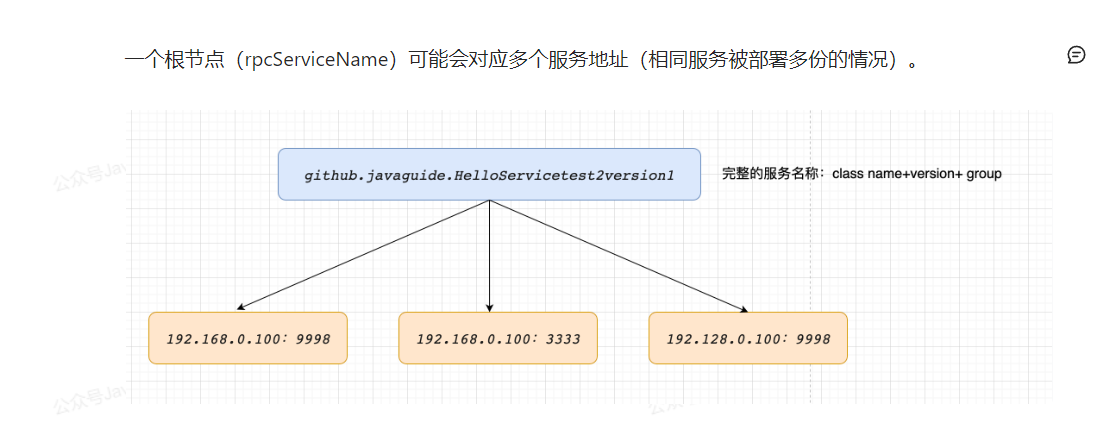 一个根节点（rpcServiceName）可能会对应多个服务地址（相同服务被部署多份的情况）。
公众号Jav
github.javaguide.HelloServicetest2version1
完整的服务名称：class name+version+ group
192.168.0.100：9998
192.168.0.100：3333
192.128.0.100：9998
公众号Jav